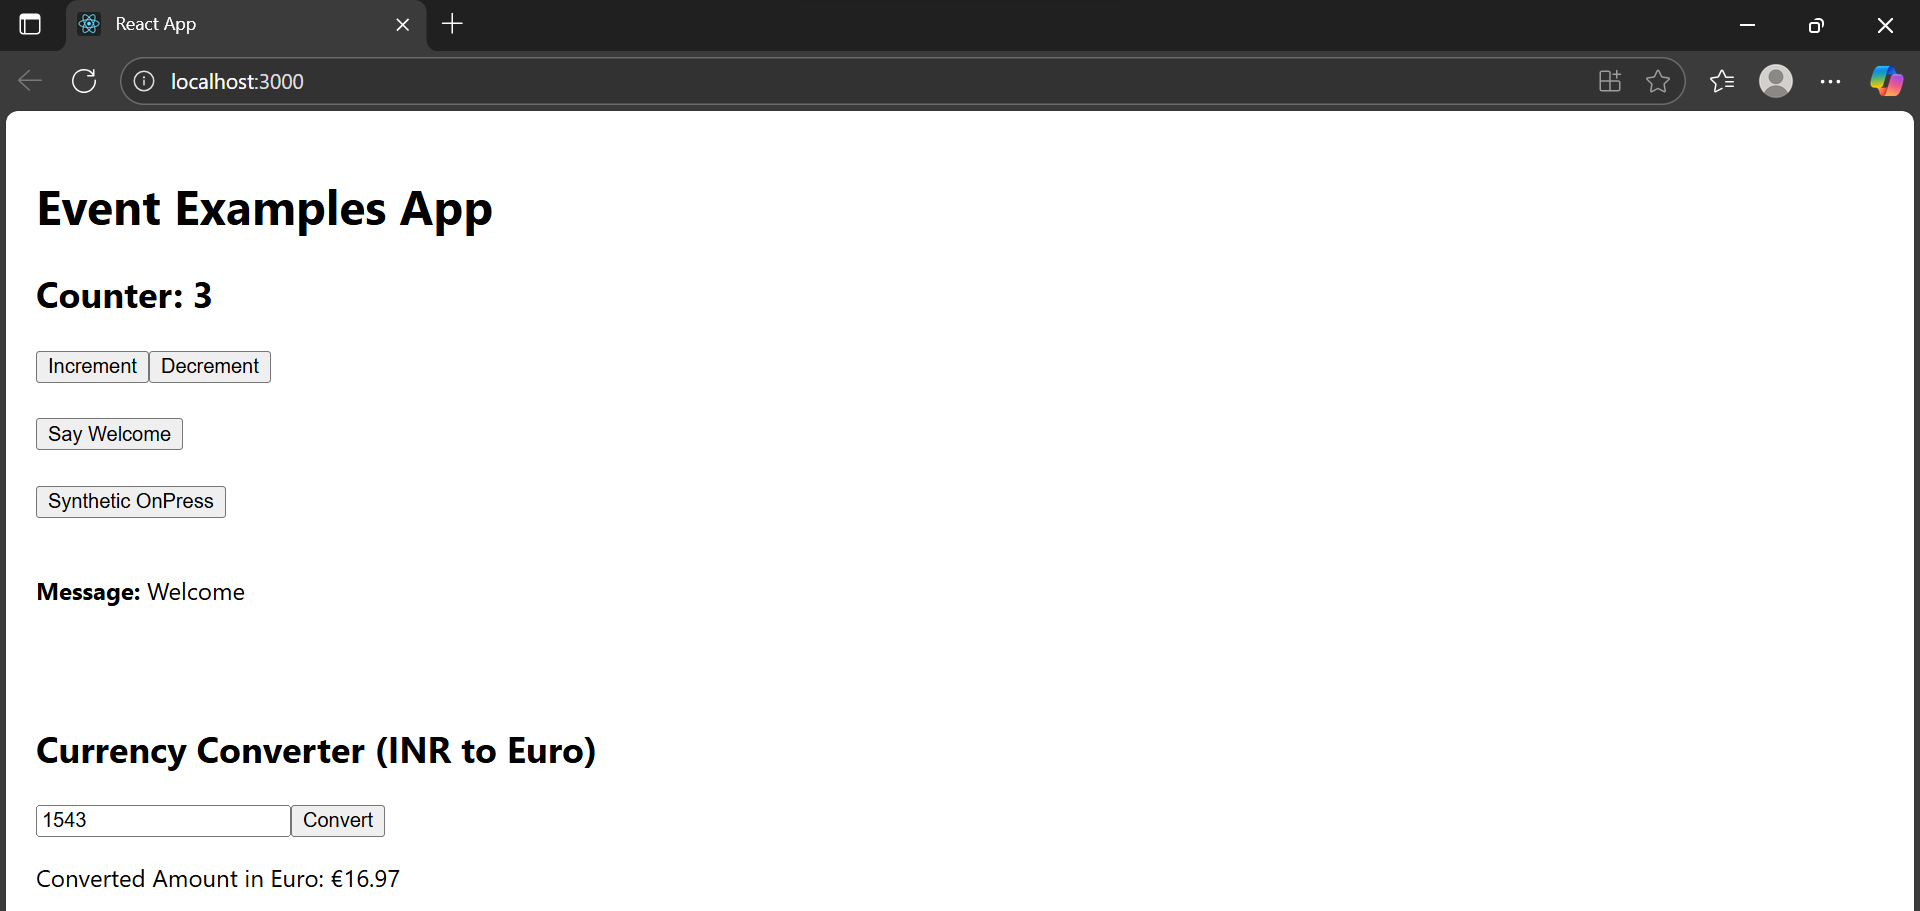 React App
localhost:3000
Event Examples App
Counter: 3
Increment Decrement
Say Welcome
Synthetic OnPress
Message: Welcome
Currency Converter (INR to Euro)
1543 Convert
Converted Amount in Euro: €16.97